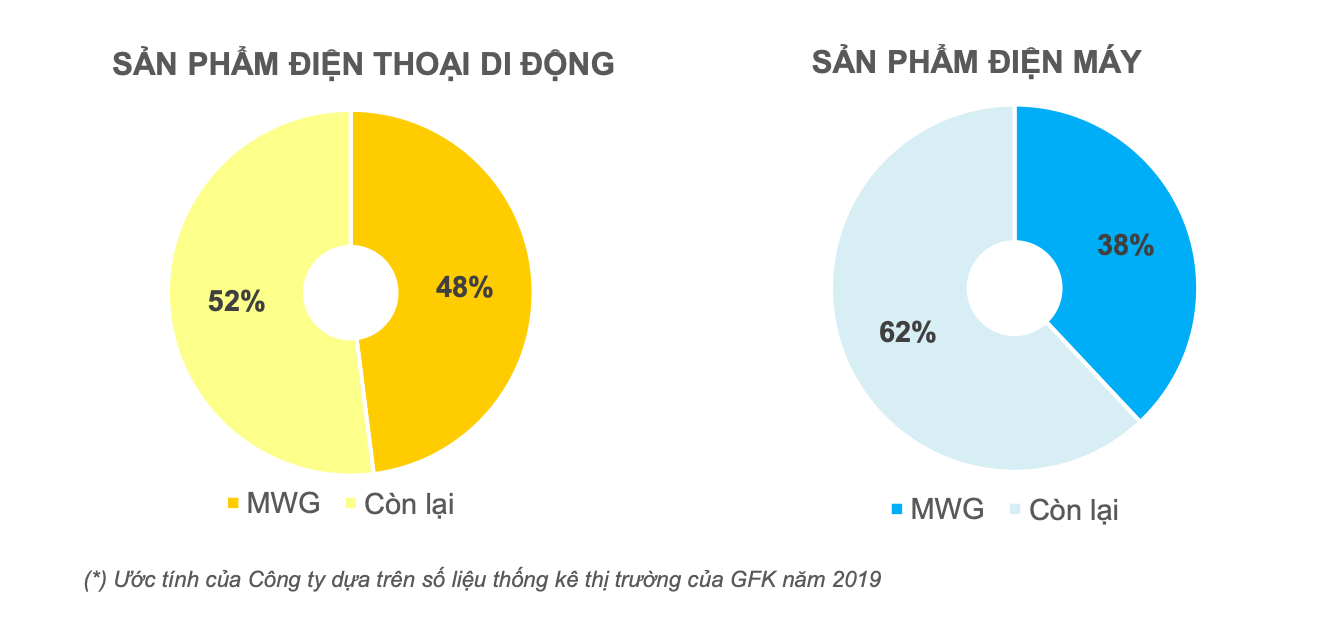 SẢN PHẨM ĐIỆN THOẠI DI ĐỘNG
52%
48%
MWG
Còn lại
SẢN PHẨM ĐIỆN MÁY
38%
62%
MWG
Còn lại
(*) Ước tính của Công ty dựa trên số liệu thống kê thị trường của GFK năm 2019